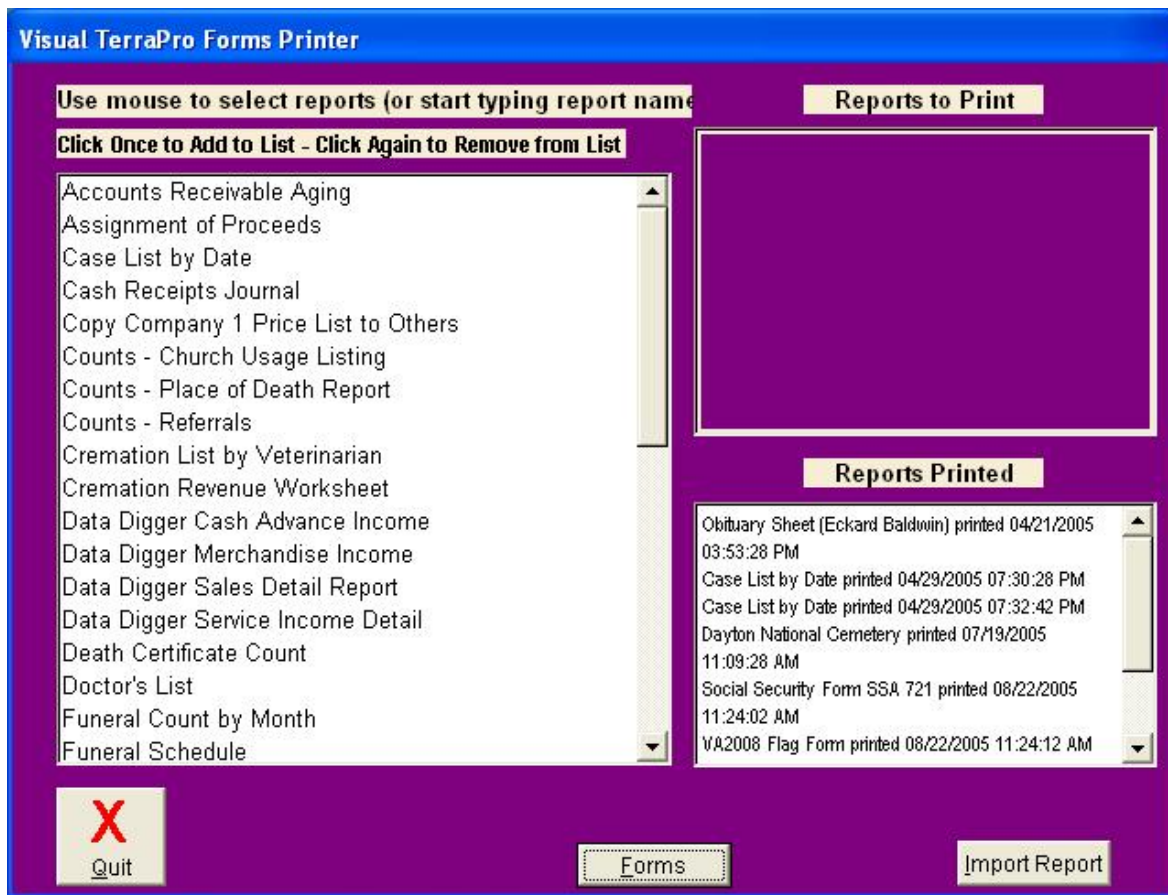 Visual TerraPro Forms Printer
Use mouse to select reports (or start typing report name
Click Once to Add to List - Click Again to Remove from List
Accounts Receivable Aging
Assignment of Proceeds
Case List by Date
Cash Receipts Journal
Copy Company 1 Price List to Others
Counts - Church Usage Listing
Counts - Place of Death Report
Counts - Referrals
Cremation List by Veterinarian
Cremation Revenue Worksheet
Data Digger Cash Advance Income
Data Digger Merchandise Income
Data Digger Sales Detail Report
Data Digger Service Income Detail
Death Certificate Count
Doctor's List
Funeral Count by Month
Funeral Schedule
Reports to Print
Reports Printed
Obituary Sheet (Eckard Baldwin) printed 04/21/2005
03:53:28 PM
Case List by Date printed 04/29/2005 07:30:28 PM
Case List by Date printed 04/29/2005 07:32:42 PM
Dayton National Cemetery printed 07/19/2005
11:09:28 AM
Social Security Form SSA 721 printed 08/22/2005
11:24:02 AM
VA2008 Flag Form printed 08/22/2005 11:24:12 AM
X
Quit
Forms
Import Report